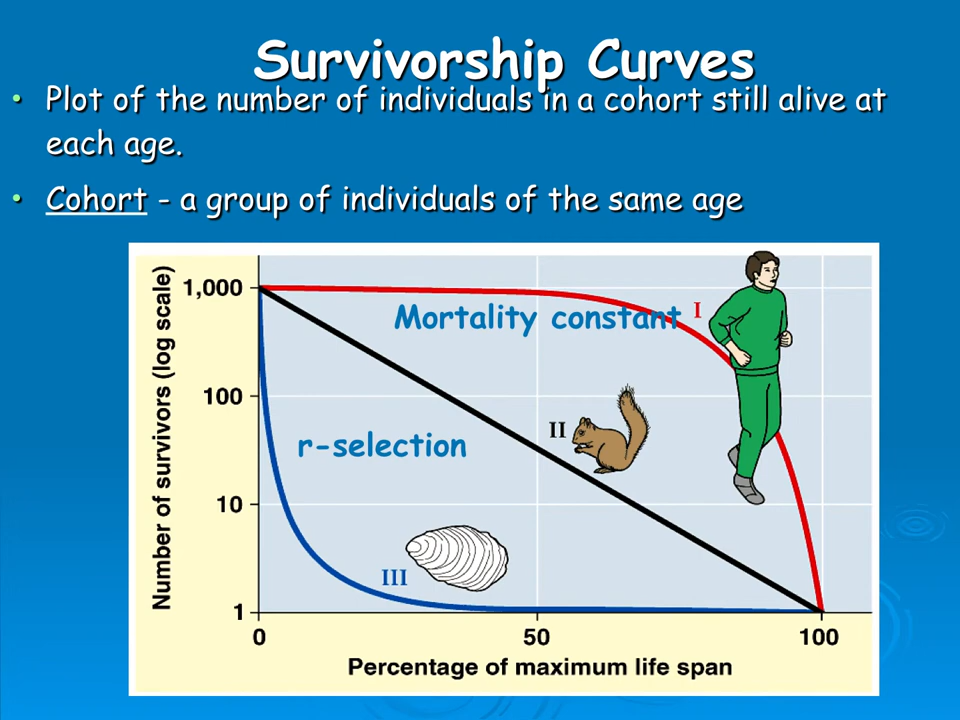 Survivorship Curves
• Plot of the number of individuals in a cohort still alive at
each age.
• Cohort - a group of individuals of the same age
Number of survivors (log scale)
1,000
100
10
1
Mortality constant
I
II
r-selection
III
0
50
100
Percentage of maximum life span